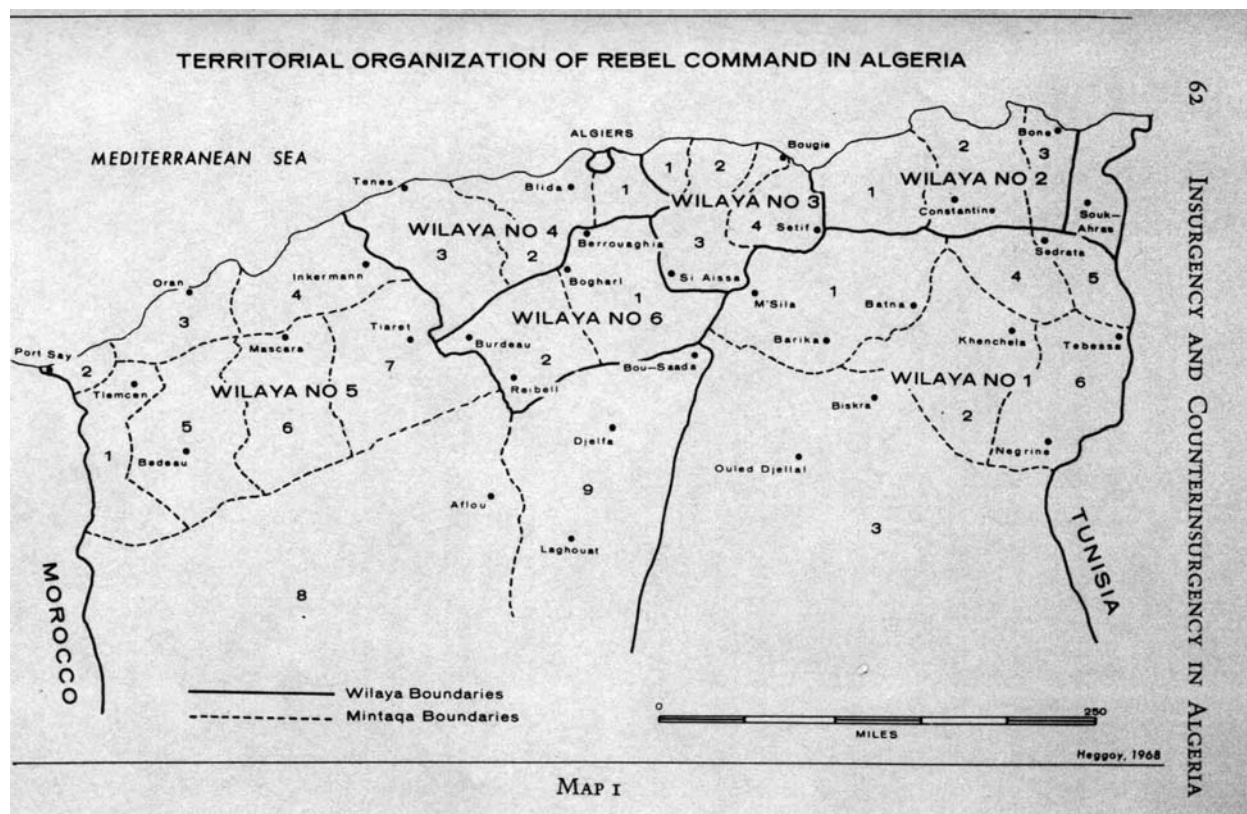 TERRITORIAL ORGANIZATION OF REBEL COMMAND IN ALGERIA
62 INSURGENCY AND COUNTERINSURGENCY IN ALGERIA
MEDITERRANEAN SEA
ALGIERS
Bougie
Bone
Tenes
Blida
1
1
2
WILAYA NO 3
4
3
1
2
3
WILAYA NO 2
Constantine
Souk-
Ahras
WILAYA NO 4
3
2
Berrouaghia
Setif
Sedrata
Oran
Inkermann
4
3
Boghari
Si Aissa
1
M'Sila
1
Batna
4
5
Port Say
2
Mascara
Tiaret
7
WILAYA NO 6
Burdeau
2
Reibell
Bou-Saada
Barika
Khenchela
Tebessa
Tlemcen
WILAYA NO 5
WILAYA NO 1
6
Biskra
2
1
5
6
Bedeau
Djelfa
Negrine
Ouled Djellal
Aflou
9
Laghouat
3
8
MOROCCO
TUNISIA
Wilaya Boundaries
Mintaqa Boundaries
0
250
MILES
Heggoy, 1968
MAP 1